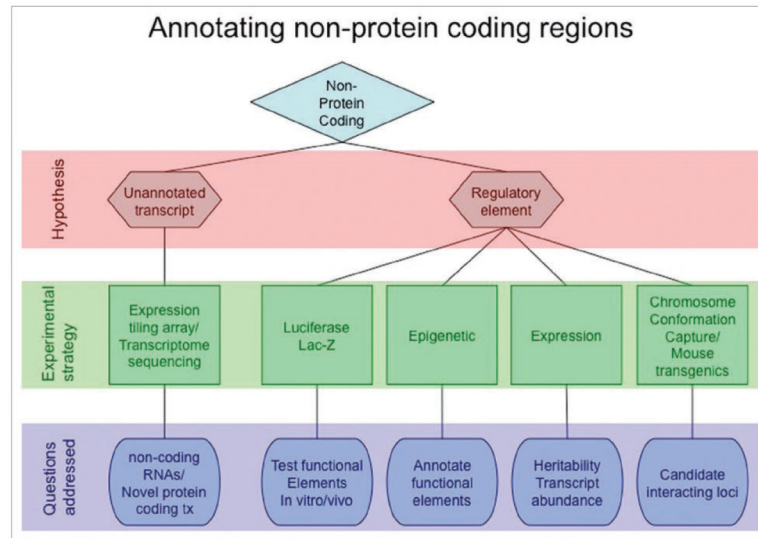 Annotating non-protein coding regions
Non-
Protein
Coding
Hypothesis
Unannotated
transcript
Regulatory
element
Experimental
strategy
Expression
tiling array/
Transcriptome
sequencing
Luciferase
Lac-Z
Epigenetic
Expression
Chromosome
Conformation
Capture/
Mouse
transgenics
Questions
addressed
non-coding
RNAs/
Novel protein
coding tx
Test functional
Elements
In vitro/vivo
Annotate
functional
elements
Heritability
Transcript
abundance
Candidate
interacting loci